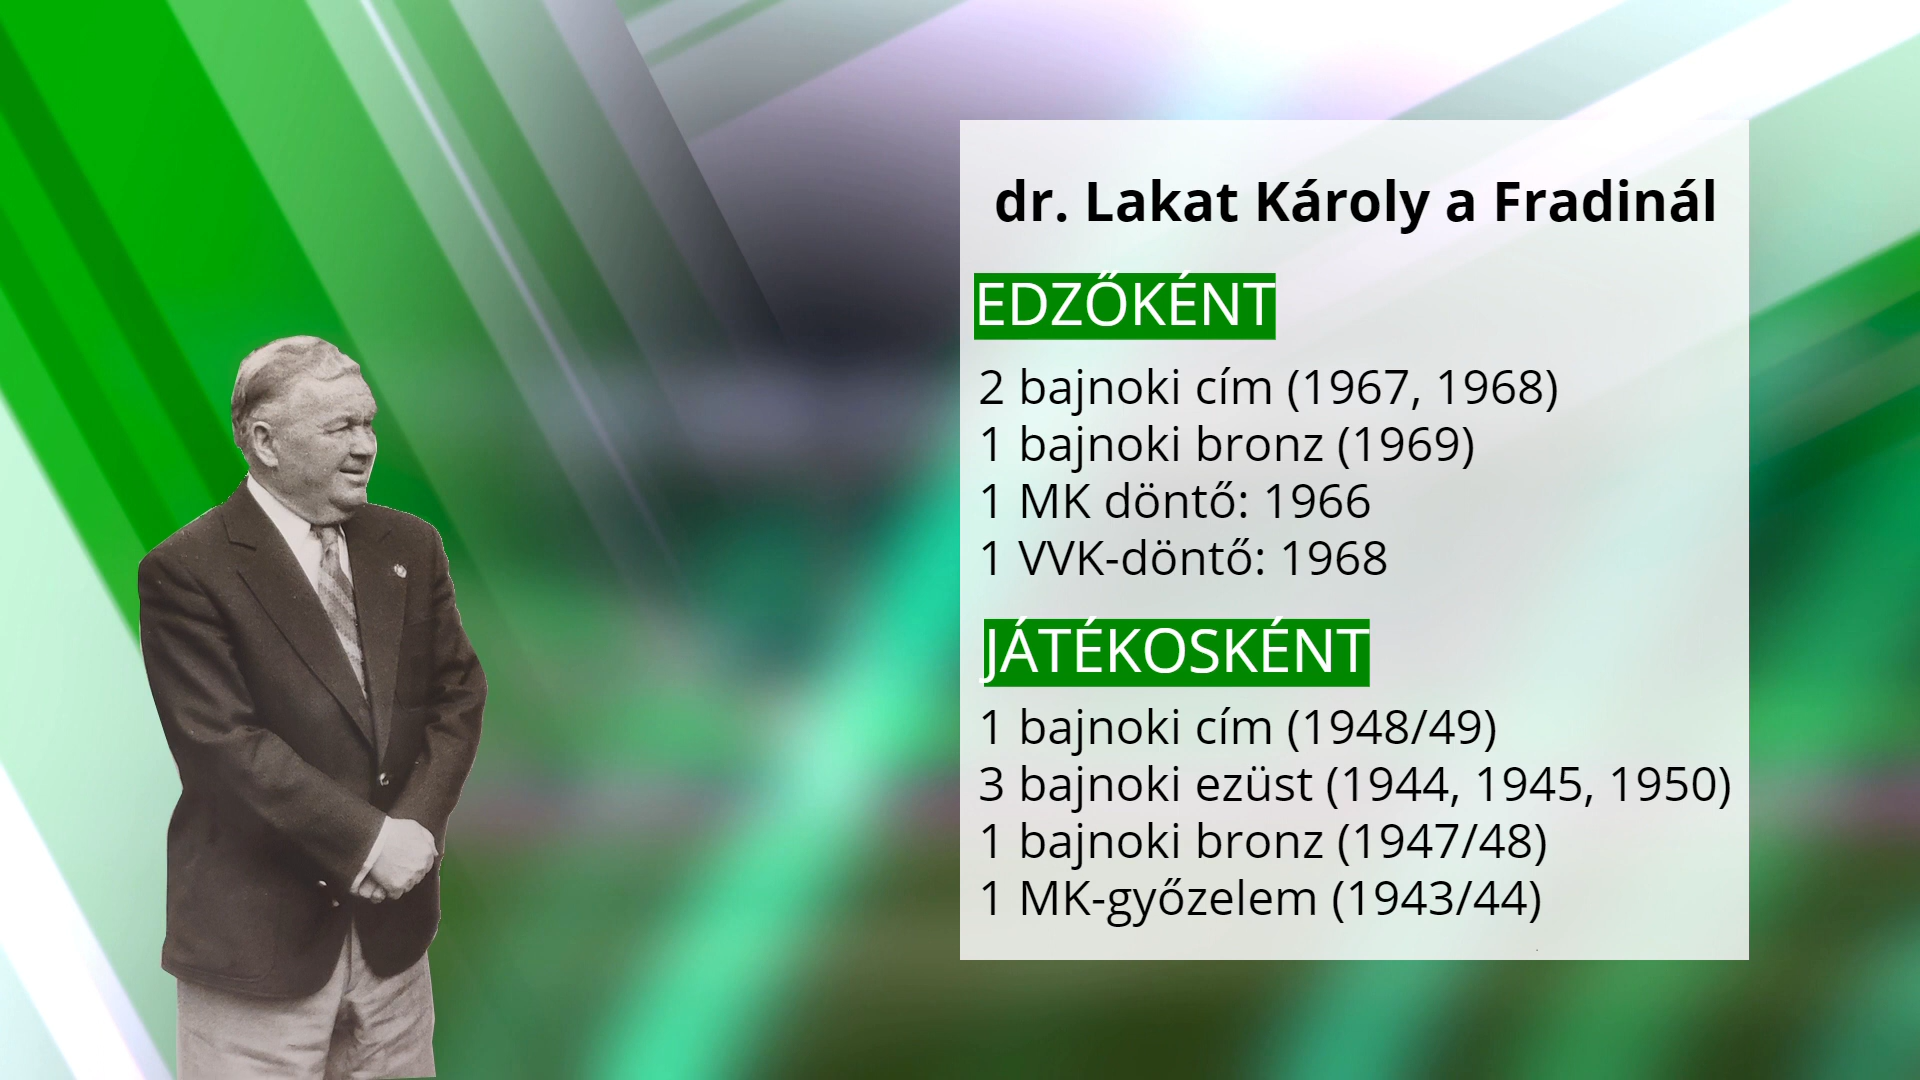 dr. Lakat Károly a Fradinál
EDZŐKÉNT
2 bajnoki cím (1967, 1968)
1 bajnoki bronz (1969)
1 MK döntő: 1966
1 VVK-döntő: 1968
JÁTÉKOSKÉNT
1 bajnoki cím (1948/49)
3 bajnoki ezüst (1944, 1945, 1950)
1 bajnoki bronz (1947/48)
1 MK-győzelem (1943/44)